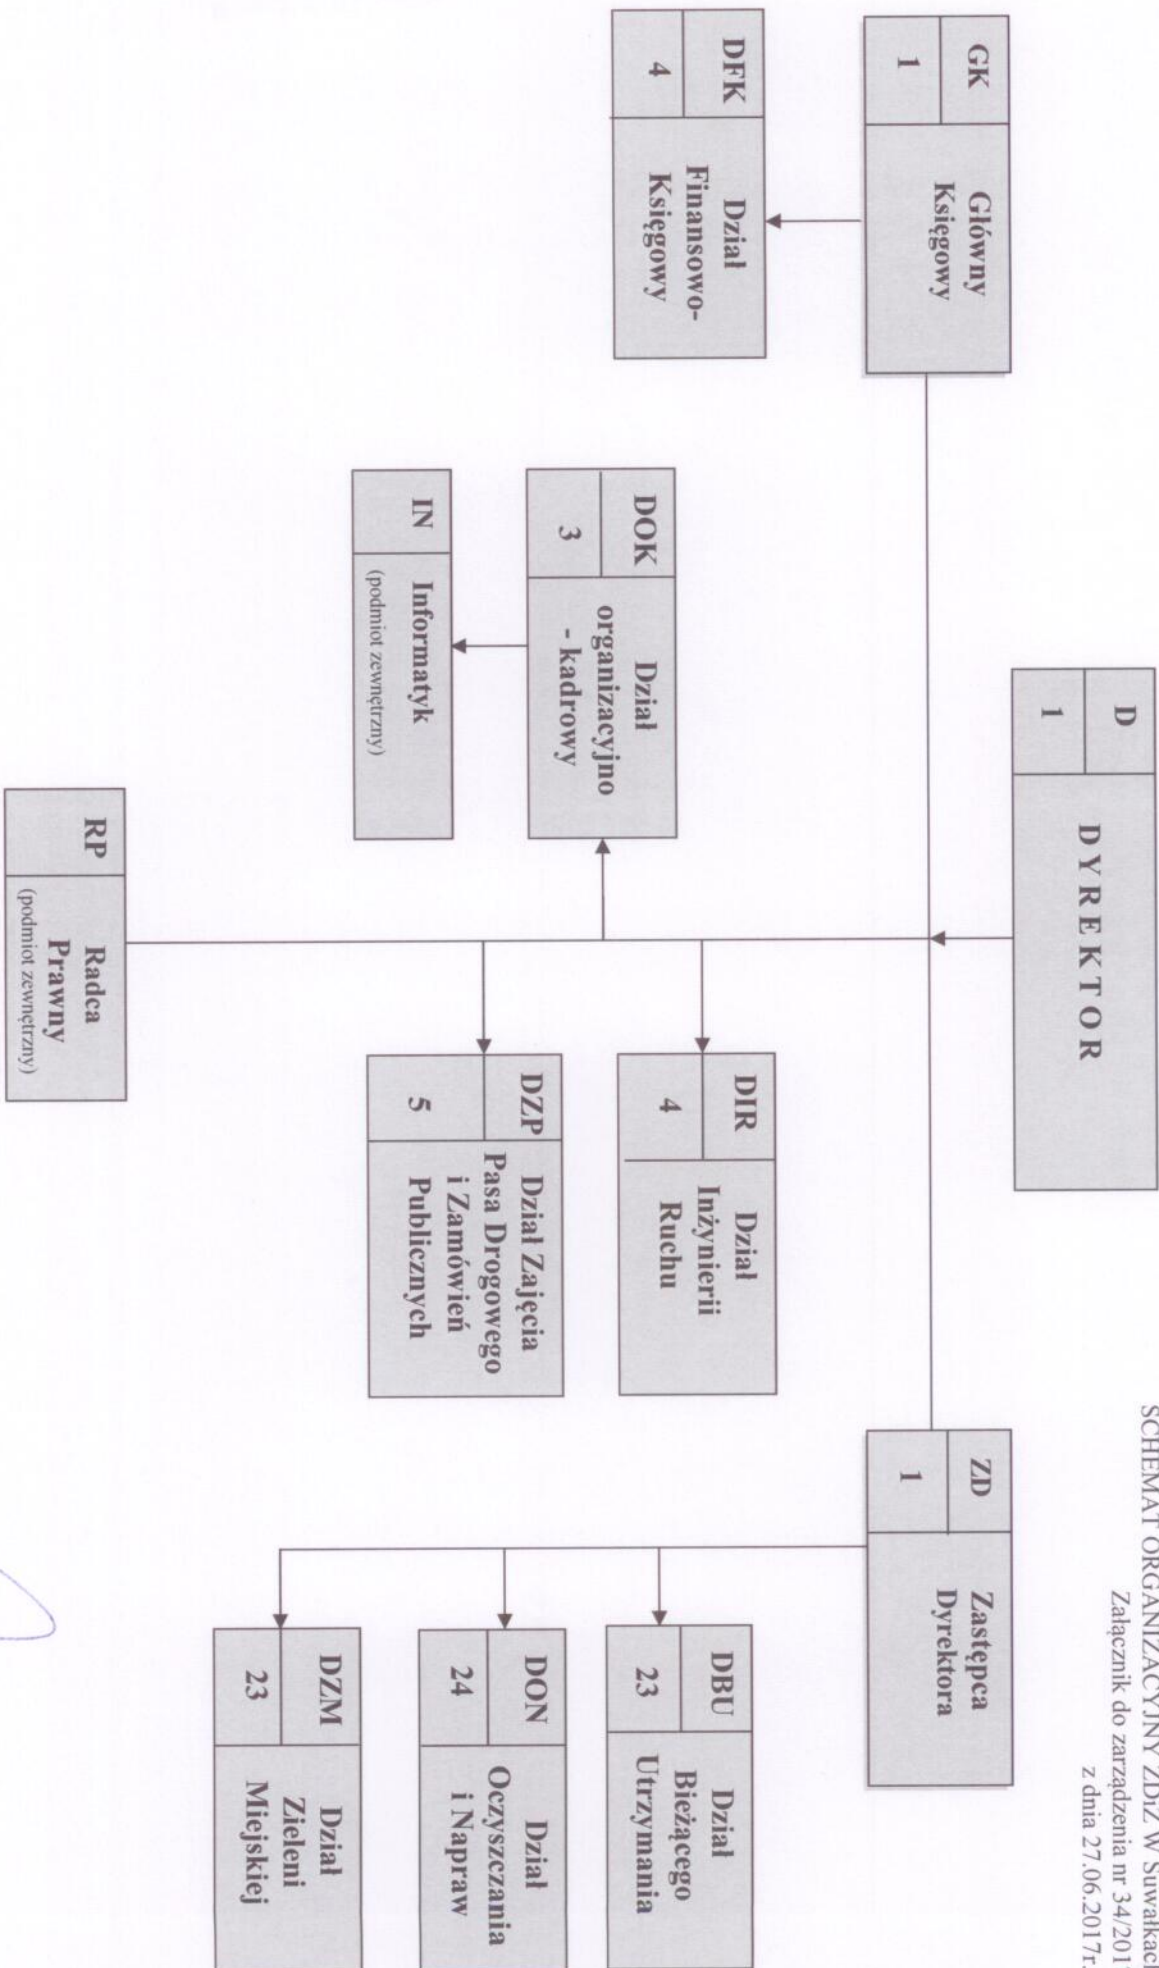 SCHEMAT ORGANIZACYJNY ZDiZ W Suwałkach
Załącznik do zarządzenia nr 34/201
z dnia 27.06.2017r.
D
1
D Y R E K T O R
GK
1
Główny
Księgowy
ZD
1
Zastępca
Dyrektora
DFK
4
Dział
Finansowo-
Księgowy
DOK
3
Dział
organizacyjno
- kadrowy
IN
Informatyk
(podmiot zewnętrzny)
DIR
4
Dział
Inżynierii
Ruchu
DZP
5
Dział Zajęcia
Pasa Drogowego
i Zamówień
Publicznych
DBU
23
Dział
Bieżącego
Utrzymania
DON
24
Dział
Oczyszczania
i Napraw
DZM
23
Dział
Zieleni
Miejskiej
RP
Radca
Prawny
(podmiot zewnętrzny)